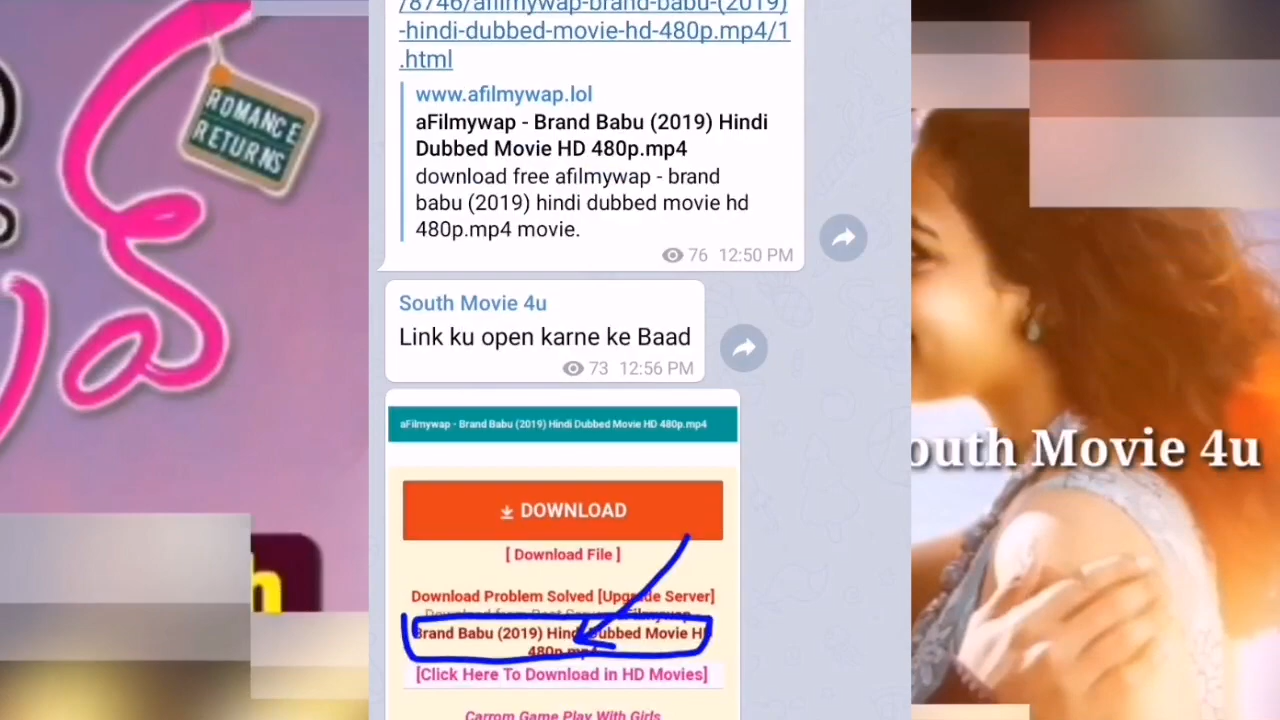 ROMANCE
RETURNS
/8746/afilmywap-brand-babu-(2019)
-hindi-dubbed-movie-hd-480p.mp4/1
.html
www.afilmywap.lol
aFilmywap - Brand Babu (2019) Hindi
Dubbed Movie HD 480p.mp4
download free afilmywap - brand
babu (2019) hindi dubbed movie hd
480p.mp4 movie.
76 12:50 PM
South Movie 4u
Link ku open karne ke Baad
73 12:56 PM
aFilmywap - Brand Babu (2019) Hindi Dubbed Movie HD 480p.mp4
DOWNLOAD
[ Download File ]
Download Problem Solved [Upgrade Server]
Brand Babu (2019) Hindi Dubbed Movie HD
480p.mp4
[Click Here To Download in HD Movies]
Carrom Game Play With Girls
South Movie 4u